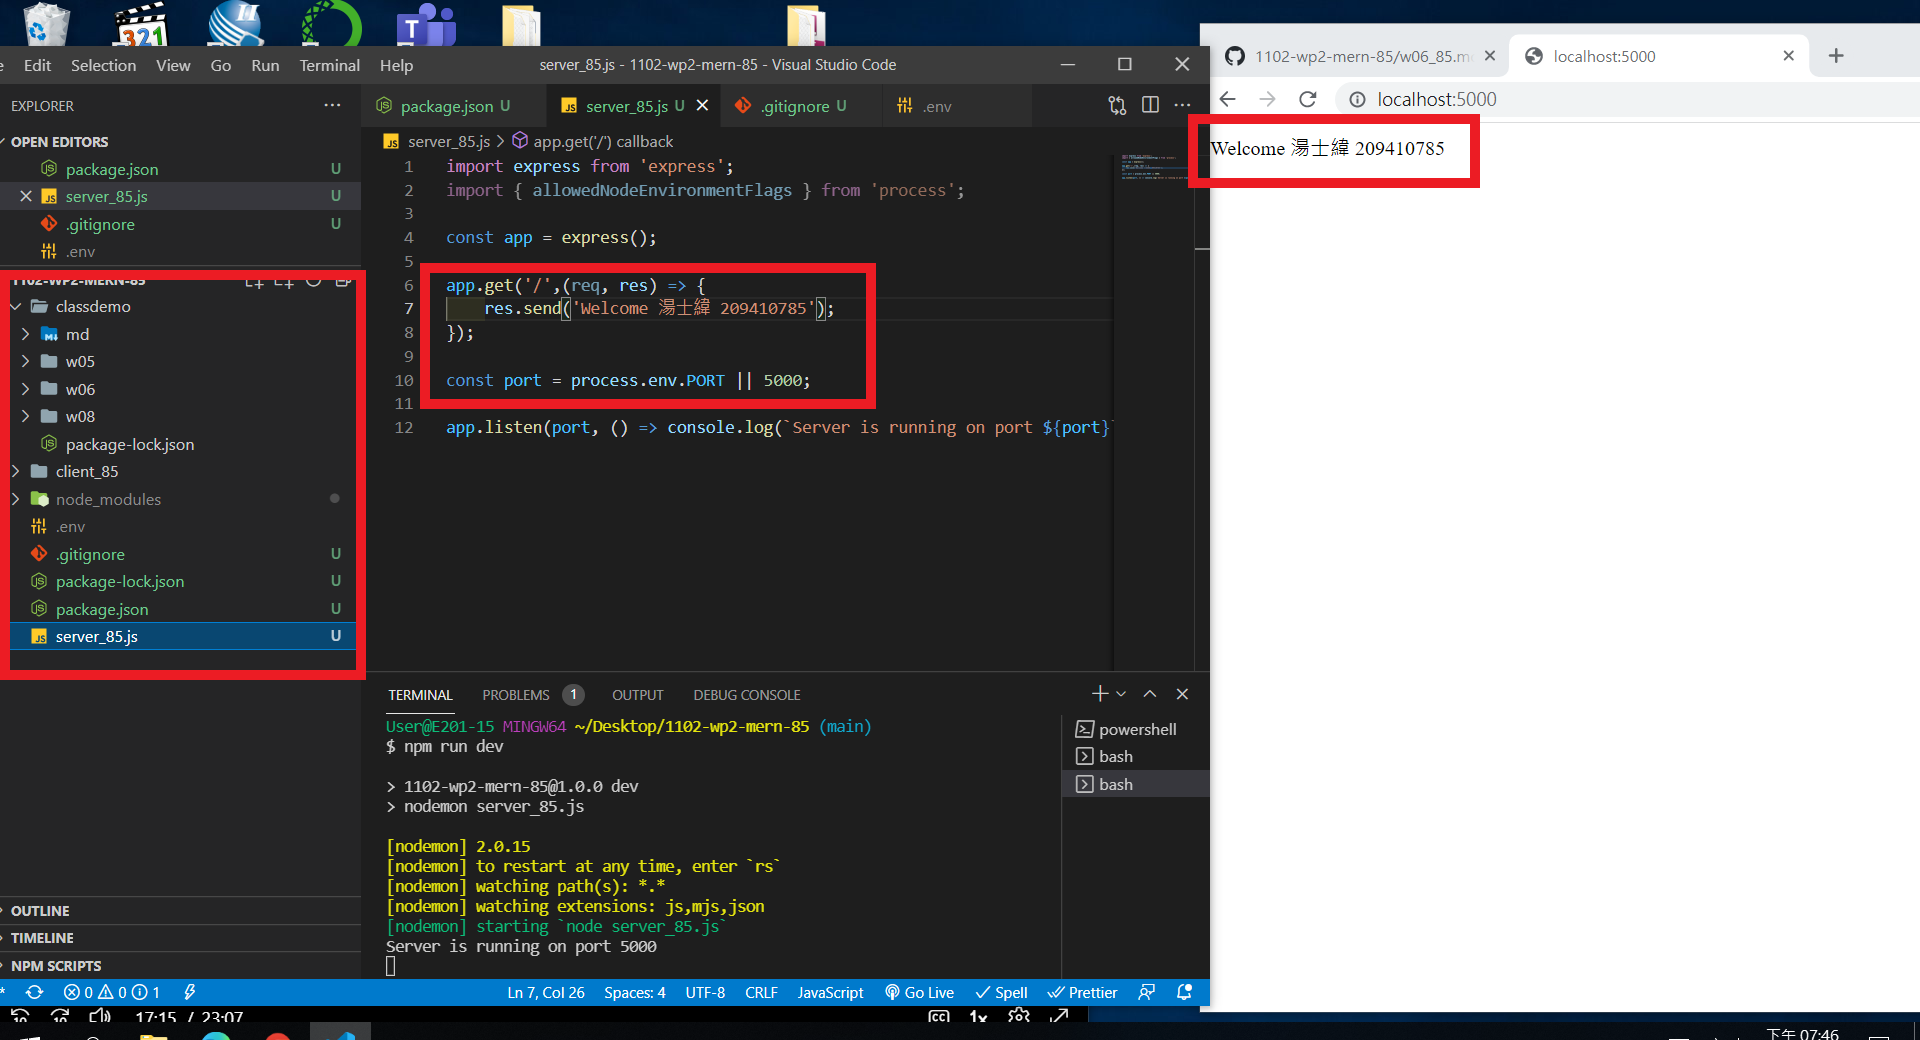 321
II
T
e Edit Selection View Go Run Terminal Help
server_85.js - 1102-wp2-mern-85 - Visual Studio Code
EXPLORER
OPEN EDITORS
package.json U
server_85.js U
.gitignore U
.env
1102-WP2-MERN-85
classdemo
md
w05
w06
w08
package-lock.json
client_85
node_modules
.env
.gitignore U
package-lock.json U
package.json U
server_85.js U
OUTLINE
TIMELINE
NPM SCRIPTS
package.json U
server_85.js U
.gitignore U
.env
server_85.js > app.get('/') callback
1 import express from 'express';
2 import { allowedNodeEnvironmentFlags } from 'process';
3
4 const app = express();
5
6 app.get('/',(req, res) => {
7 res.send('Welcome 湯士緯 209410785');
8 });
9
10 const port = process.env.PORT || 5000;
11
12 app.listen(port, () => console.log(`Server is running on port ${port}`
TERMINAL PROBLEMS 1 OUTPUT DEBUG CONSOLE
User@E201-15 MINGW64 ~/Desktop/1102-wp2-mern-85 (main)
$ npm run dev
> 1102-wp2-mern-85@1.0.0 dev
> nodemon server_85.js
[nodemon] 2.0.15
[nodemon] to restart at any time, enter `rs`
[nodemon] watching path(s): *.*
[nodemon] watching extensions: js,mjs,json
[nodemon] starting `node server_85.js`
Server is running on port 5000
powershell
bash
bash
* 0 0 1
Ln 7, Col 26 Spaces: 4 UTF-8 CRLF JavaScript Go Live Spell Prettier
10 10 17:15 / 23:07 CC 1x
1102-wp2-mern-85/w06_85.m
localhost:5000
localhost:5000
Welcome 湯士緯 209410785
下午 07:46